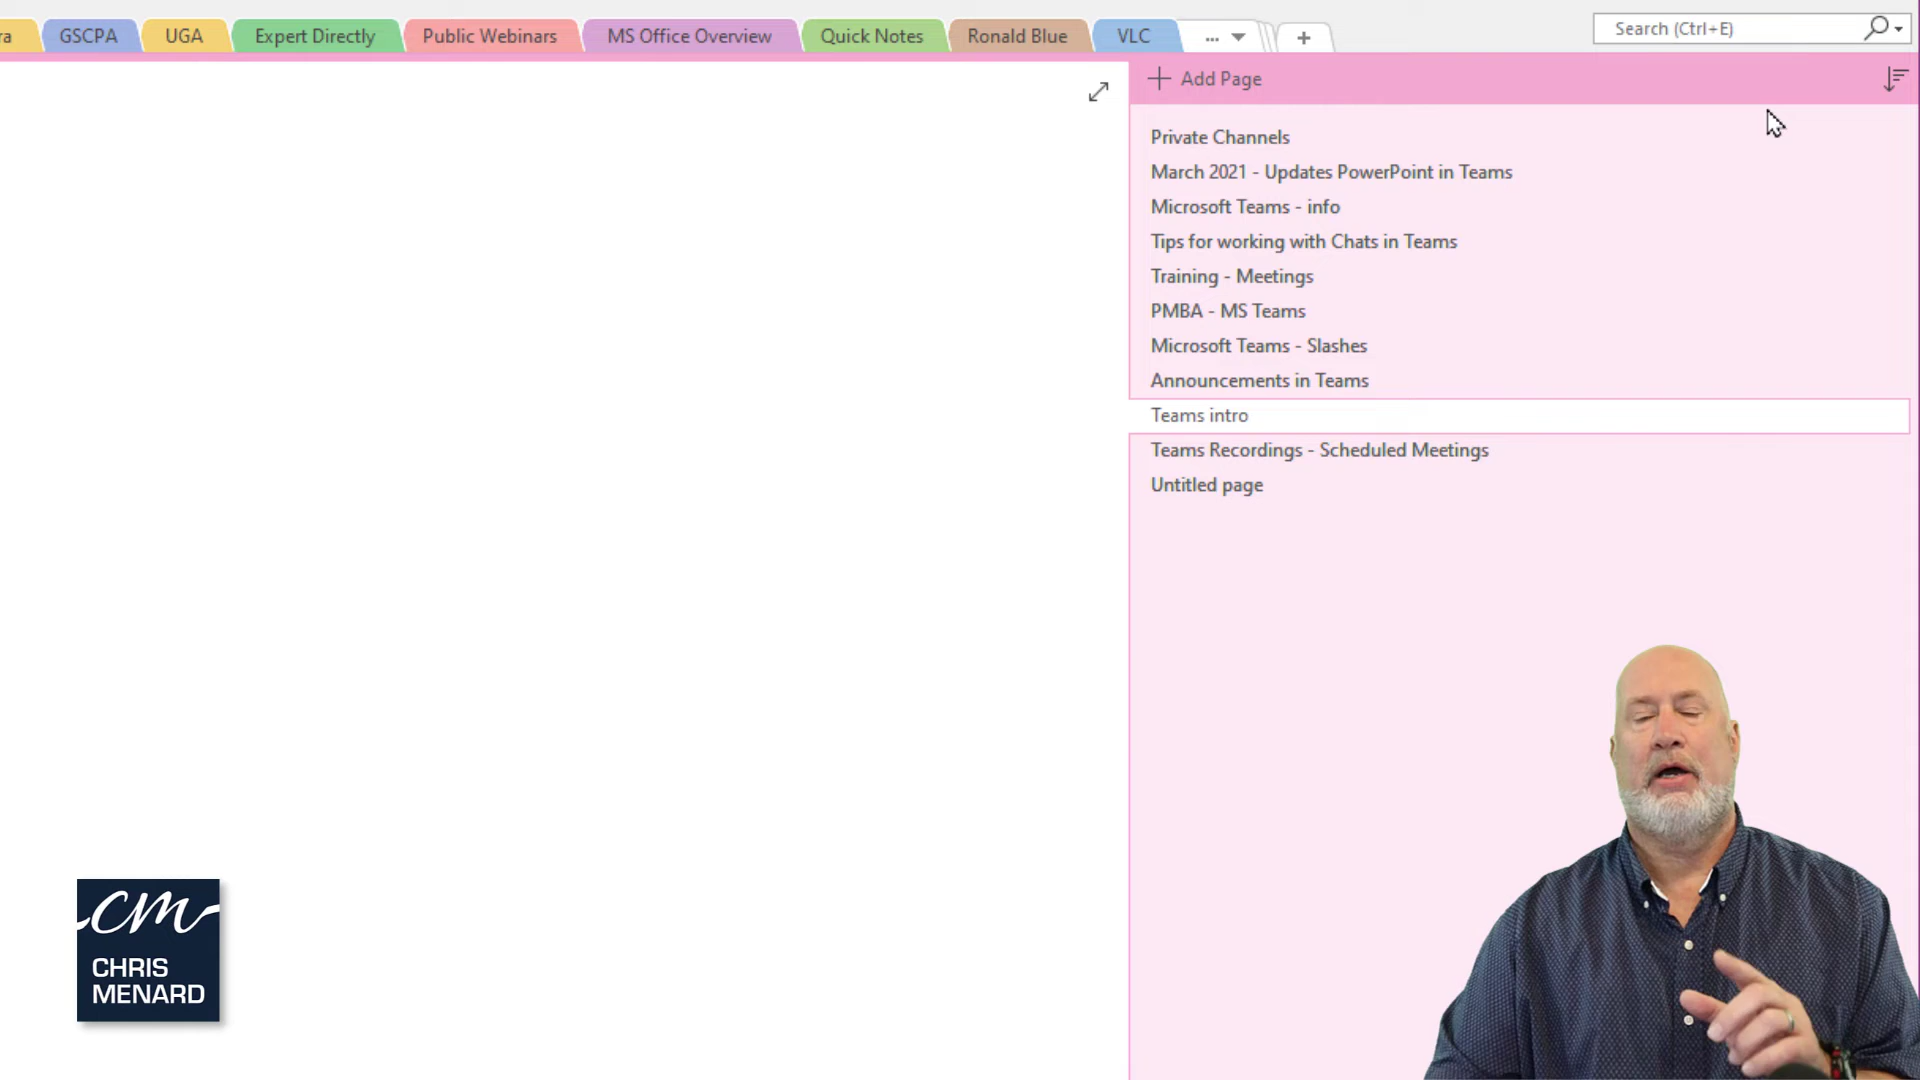 ra GSCPA UGA Expert Directly Public Webinars MS Office Overview Quick Notes Ronald Blue VLC ... + Search (Ctrl+E)
+ Add Page
Private Channels
March 2021 - Updates PowerPoint in Teams
Microsoft Teams - info
Tips for working with Chats in Teams
Training - Meetings
PMBA - MS Teams
Microsoft Teams - Slashes
Announcements in Teams
Teams intro
Teams Recordings - Scheduled Meetings
Untitled page
cm
CHRIS
MENARD